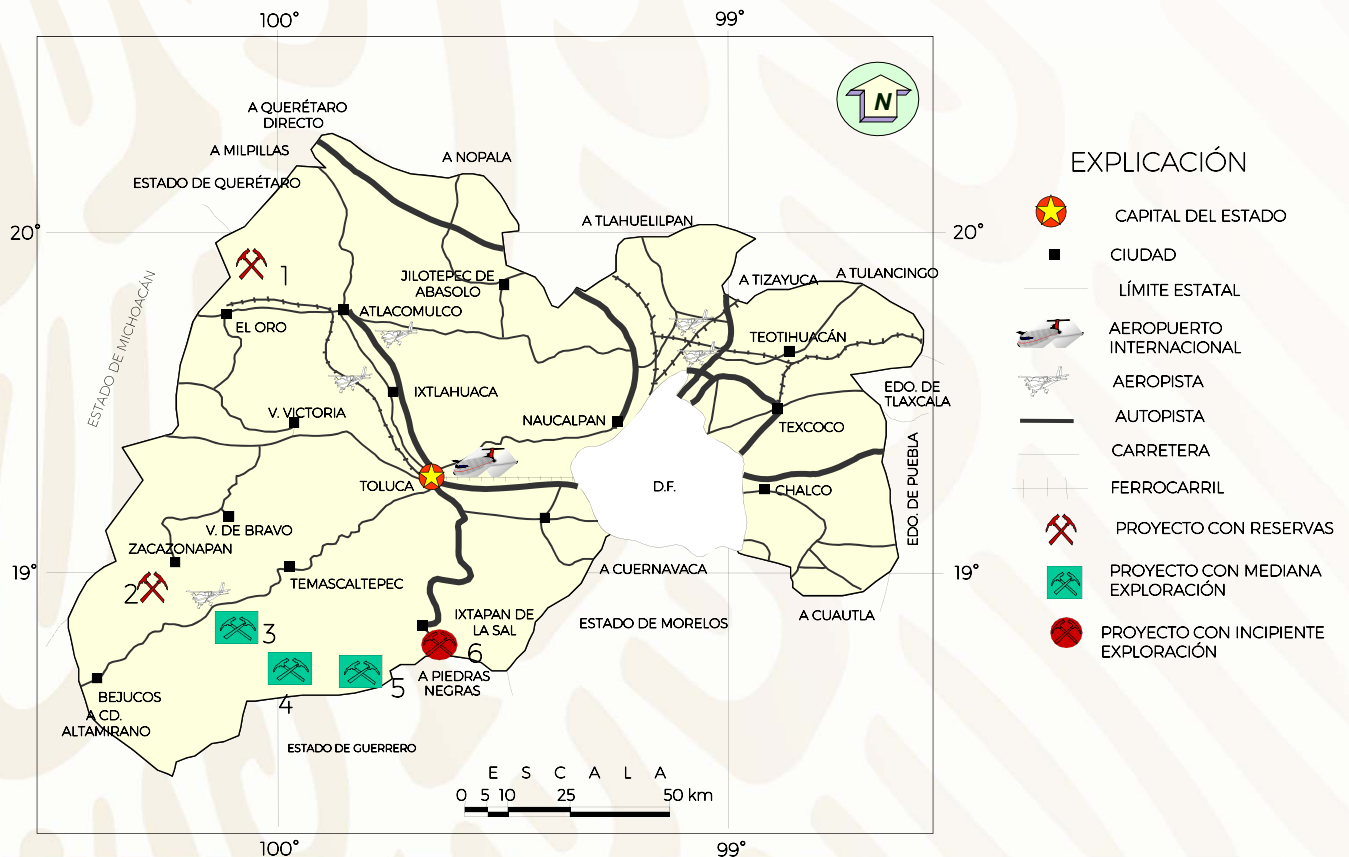 100°
99°
A QUERÉTARO
DIRECTO
A MILPILLAS
A NOPALA
ESTADO DE QUERÉTARO
A TLAHUELILPAN
20°
20°
N
A TIZAYUCA
A TULANCINGO
1
JILOTEPEC DE
ABASOLO
ATLACOMULCO
EL ORO
TEOTIHUACÁN
ESTADO DE MICHOACÁN
IXTLAHUACA
EDO. DE
TLAXCALA
V. VICTORIA
NAUCALPAN
TEXCOCO
TOLUCA
D.F.
CHALCO
EDO. DE PUEBLA
V. DE BRAVO
ZACAZONAPAN
19°
19°
A CUERNAVACA
TEMASCALTEPEC
2
A CUAUTLA
IXTAPAN DE
LA SAL
ESTADO DE MORELOS
3
6
A PIEDRAS
NEGRAS
5
4
BEJUCOS
A CD.
ALTAMIRANO
ESTADO DE GUERRERO
E S C A L A
0 5 10 25 50 km
100°
99°
EXPLICACIÓN
CAPITAL DEL ESTADO
CIUDAD
LÍMITE ESTATAL
AEROPUERTO
INTERNACIONAL
AEROPISTA
AUTOPISTA
CARRETERA
FERROCARRIL
PROYECTO CON RESERVAS
PROYECTO CON MEDIANA
EXPLORACIÓN
PROYECTO CON INCIPIENTE
EXPLORACIÓN